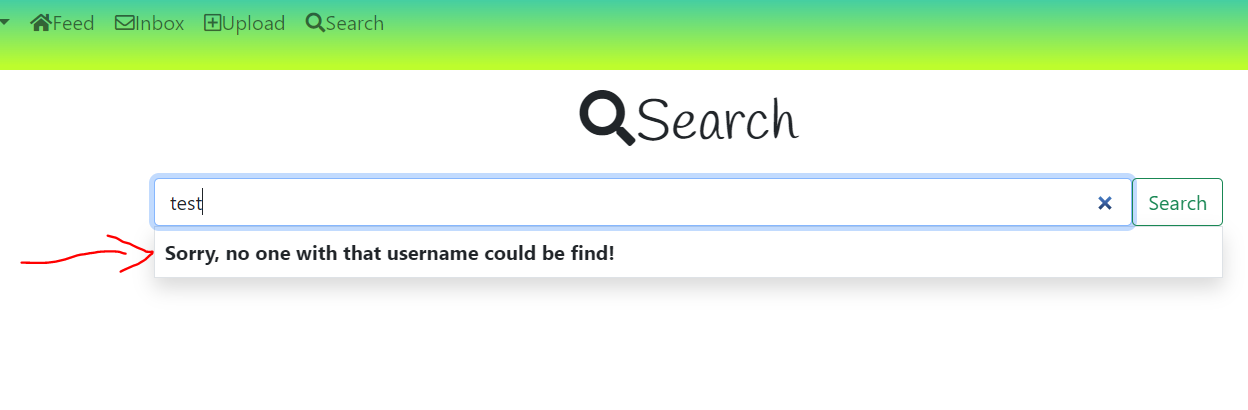 Feed Inbox Upload Search
Search
test Search
Sorry, no one with that username could be find!